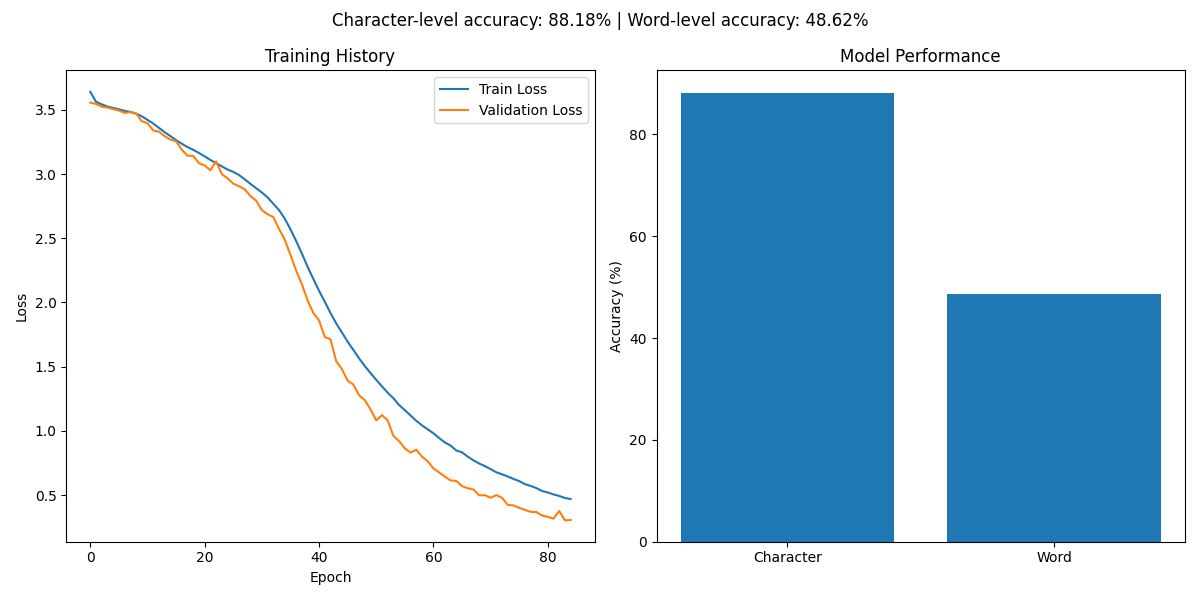 Character-level accuracy: 88.18% | Word-level accuracy: 48.62%
Training History
Train Loss
Validation Loss
3.5
3.0
2.5
2.0
1.5
1.0
0.5
Loss
0 20 40 60 80
Epoch
Model Performance
80
60
40
20
0
Accuracy (%)
Character Word